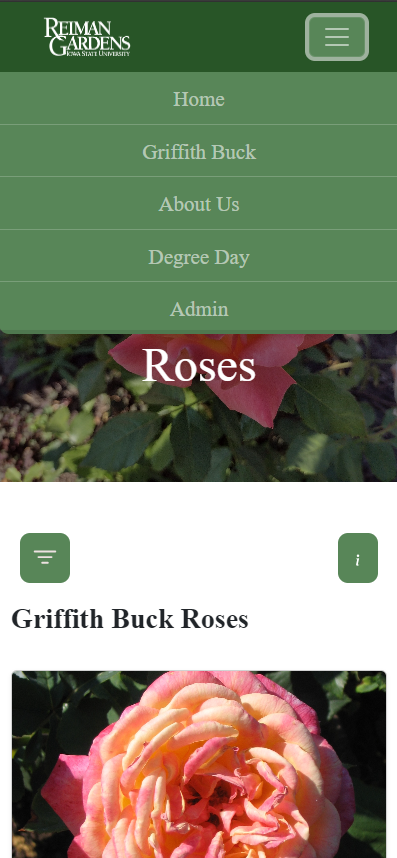 REIMAN
GARDENS
IOWA STATE UNIVERSITY
Home
Griffith Buck
About Us
Degree Day
Admin
Roses
i
Griffith Buck Roses